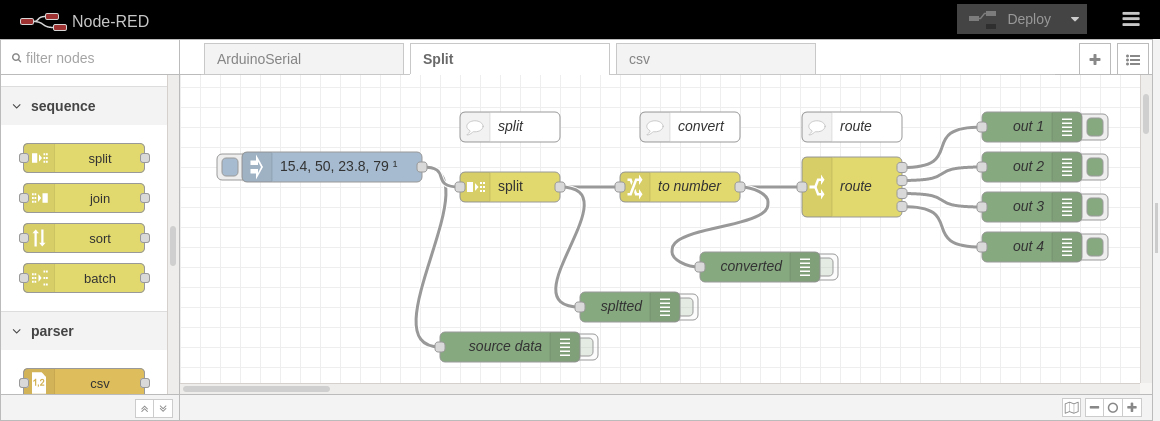 Node-RED
Deploy
filter nodes
ArduinoSerial
Split
csv
sequence
split
join
sort
batch
parser
1,2
csv
split
convert
route
15.4, 50, 23.8, 79 ¹
split
to number
route
out 1
out 2
out 3
out 4
converted
spltted
source data